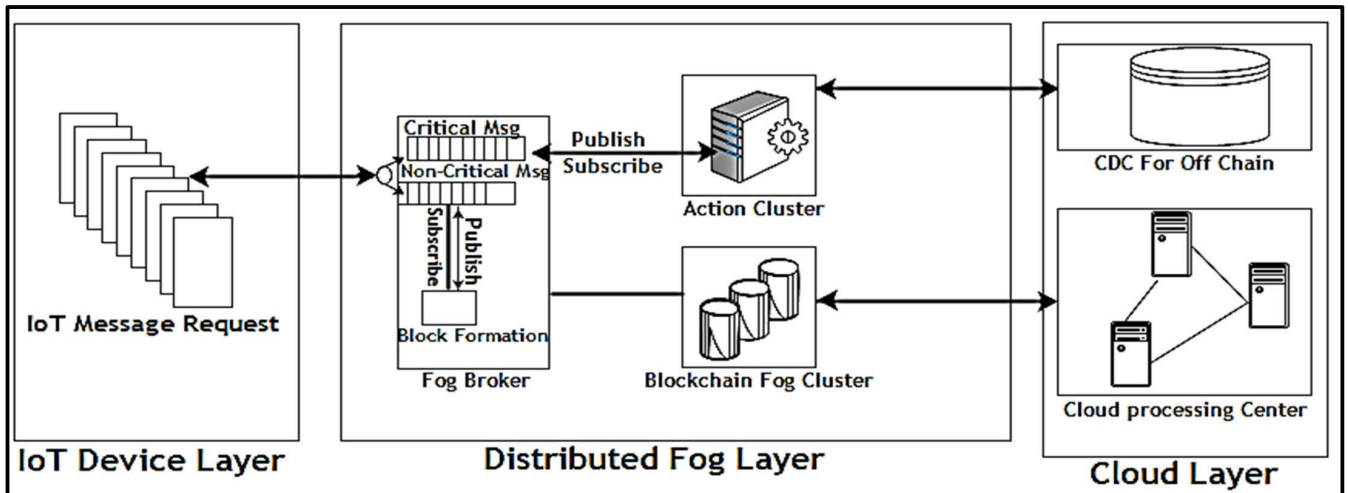 IoT Message Request
IoT Device Layer
Critical Msg
Non-Critical Msg
Subscribe
Publish
Block Formation
Fog Broker
Publish
Subscribe
Action Cluster
Blockchain Fog Cluster
Distributed Fog Layer
CDC For Off Chain
Cloud processing Center
Cloud Layer